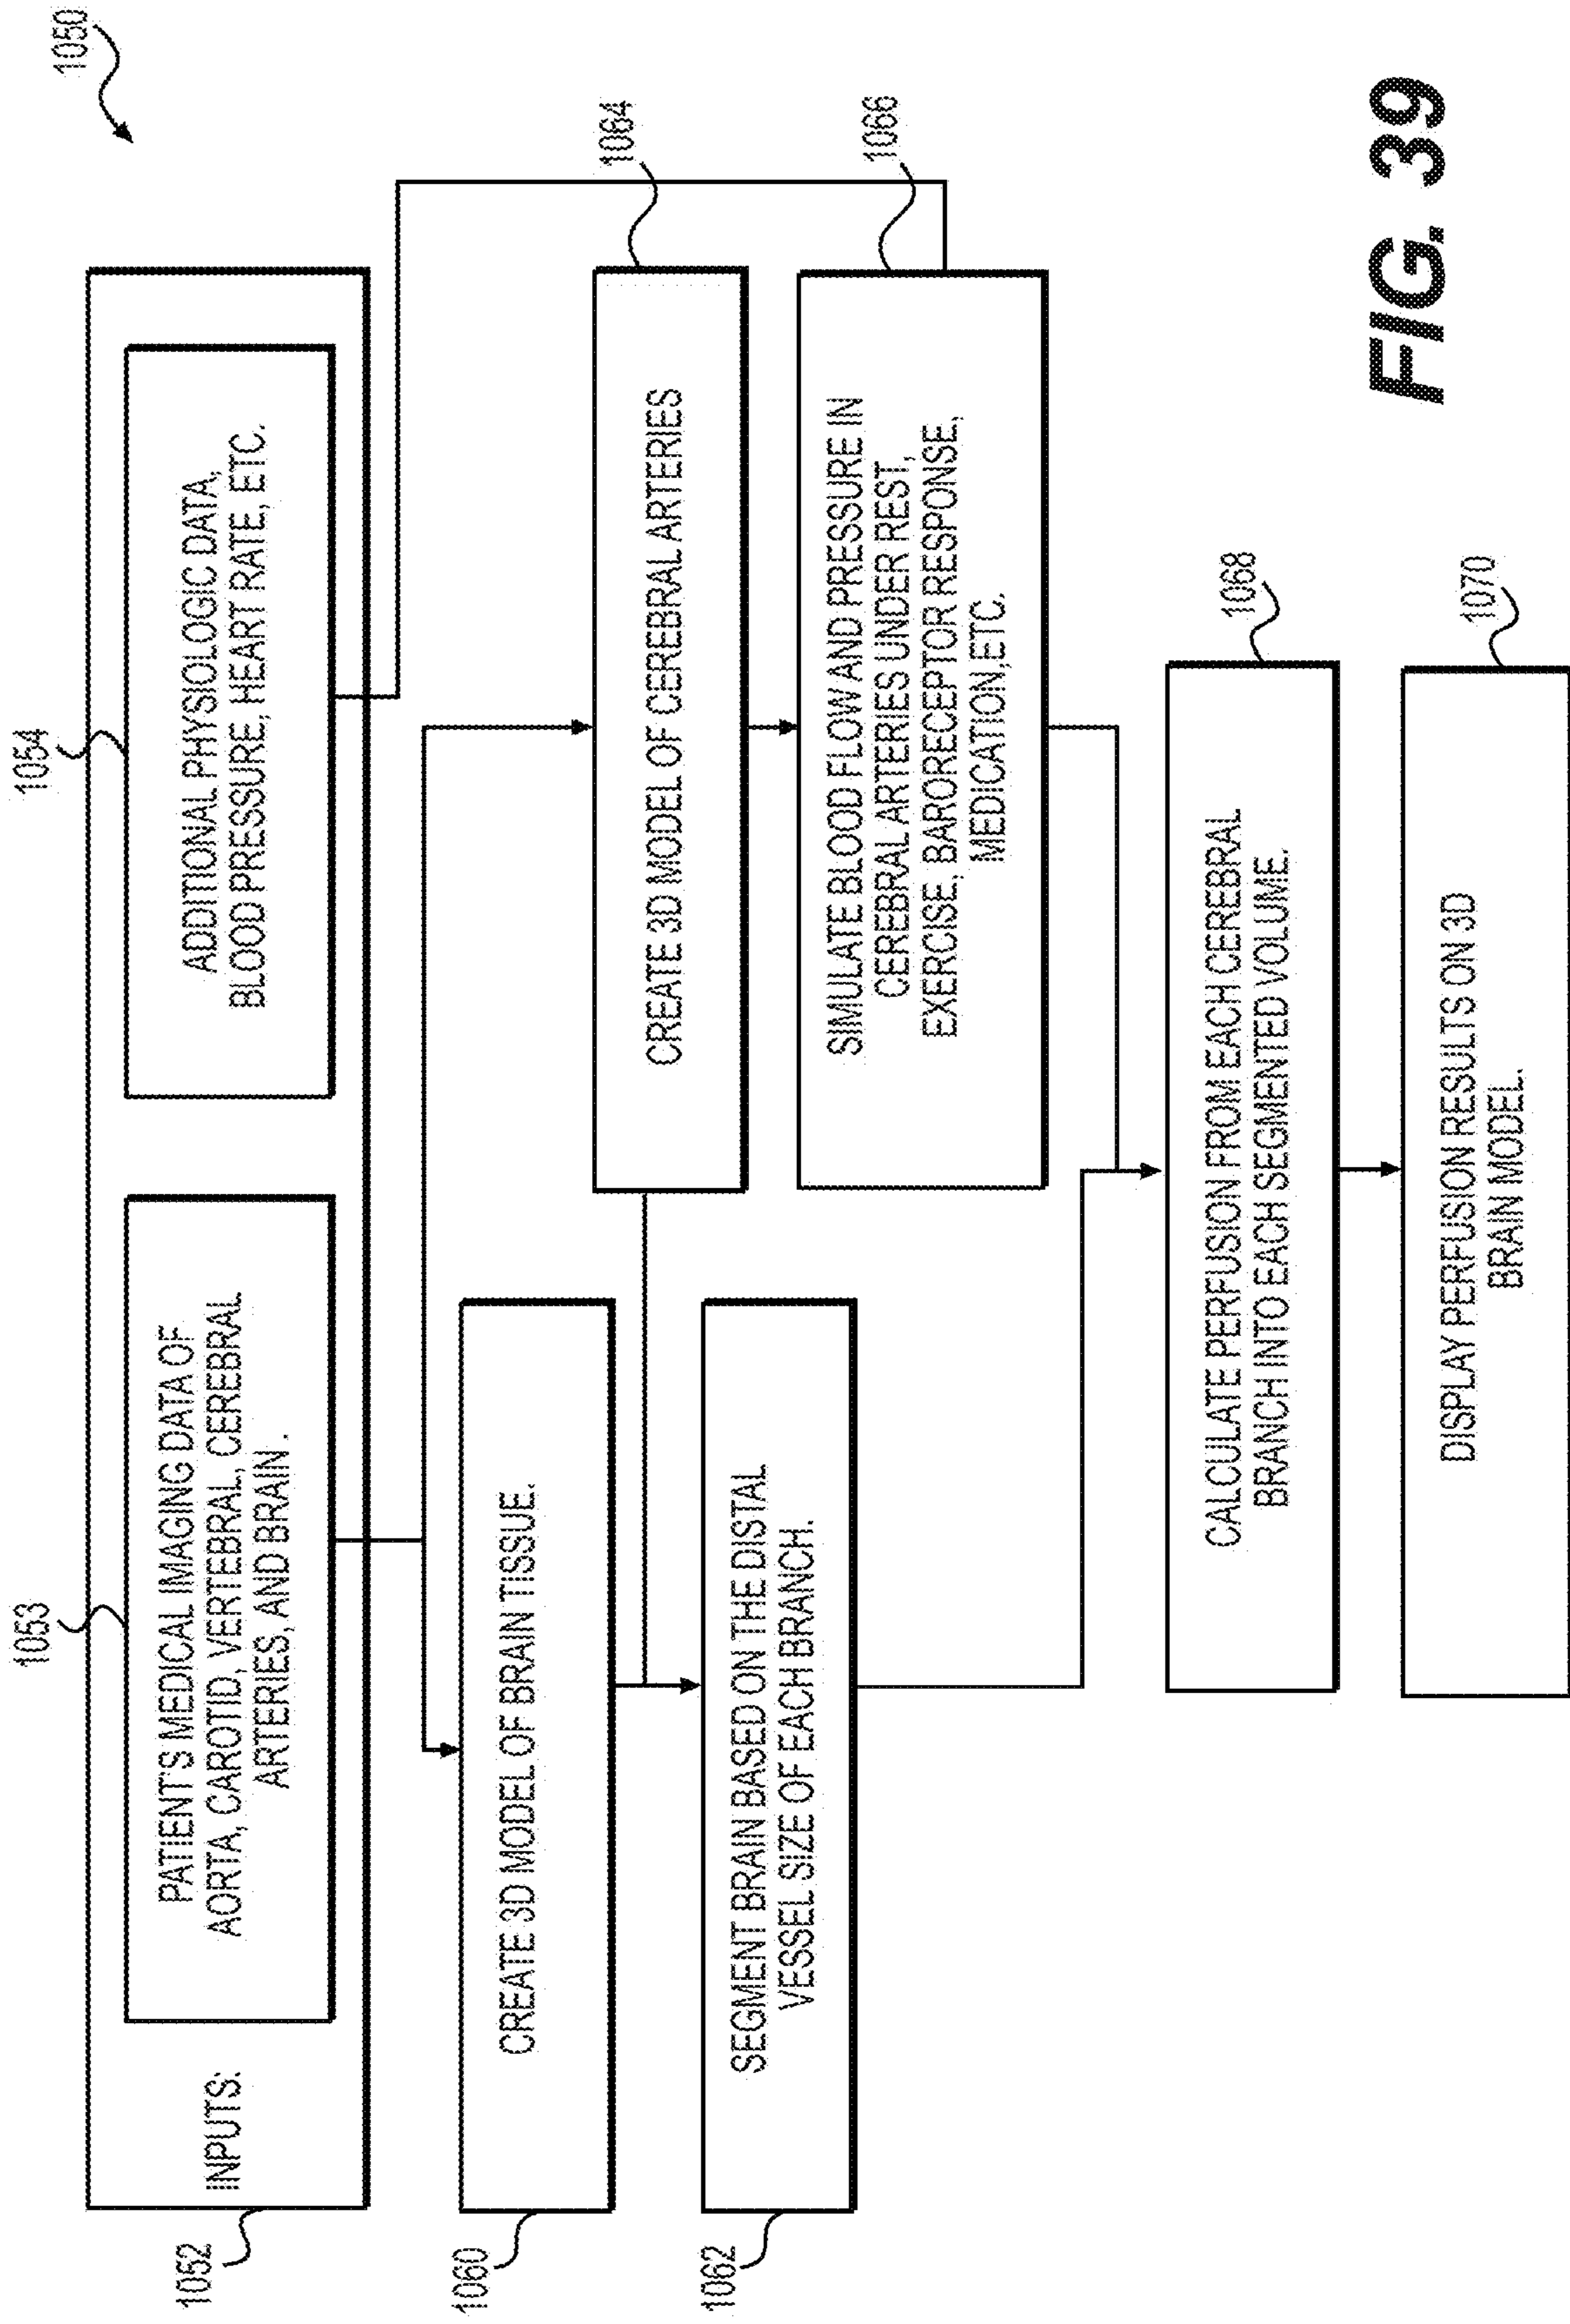 1050
1054
1053
1052
INPUTS:
PATIENT'S MEDICAL IMAGING DATA OF
AORTA, CAROTID, VERTEBRAL, CEREBRAL
ARTERIES, AND BRAIN.
ADDITIONAL PHYSIOLOGIC DATA,
BLOOD PRESSURE, HEART RATE, ETC.
1060
CREATE 3D MODEL OF BRAIN TISSUE.
1064
CREATE 3D MODEL OF CEREBRAL ARTERIES
1062
SEGMENT BRAIN BASED ON THE DISTAL
VESSEL SIZE OF EACH BRANCH.
1066
SIMULATE BLOOD FLOW AND PRESSURE IN
CEREBRAL ARTERIES UNDER REST,
EXERCISE, BARORECEPTOR RESPONSE,
MEDICATION,ETC.
1068
CALCULATE PERFUSION FROM EACH CEREBRAL
BRANCH INTO EACH SEGMENTED VOLUME.
1070
DISPLAY PERFUSION RESULTS ON 3D
BRAIN MODEL.
FIG. 39